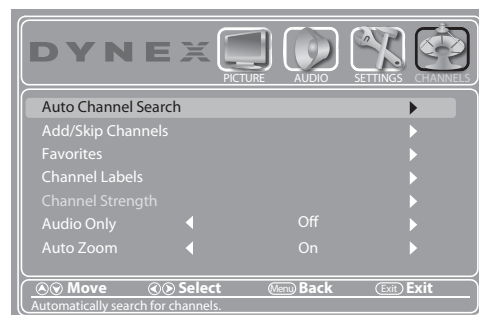 DYNEX
PICTURE AUDIO SETTINGS CHANNELS
Auto Channel Search
Add/Skip Channels
Favorites
Channel Labels
Channel Strength
Audio Only Off
Auto Zoom On
Move Select Menu Back Exit Exit
Automatically search for channels.